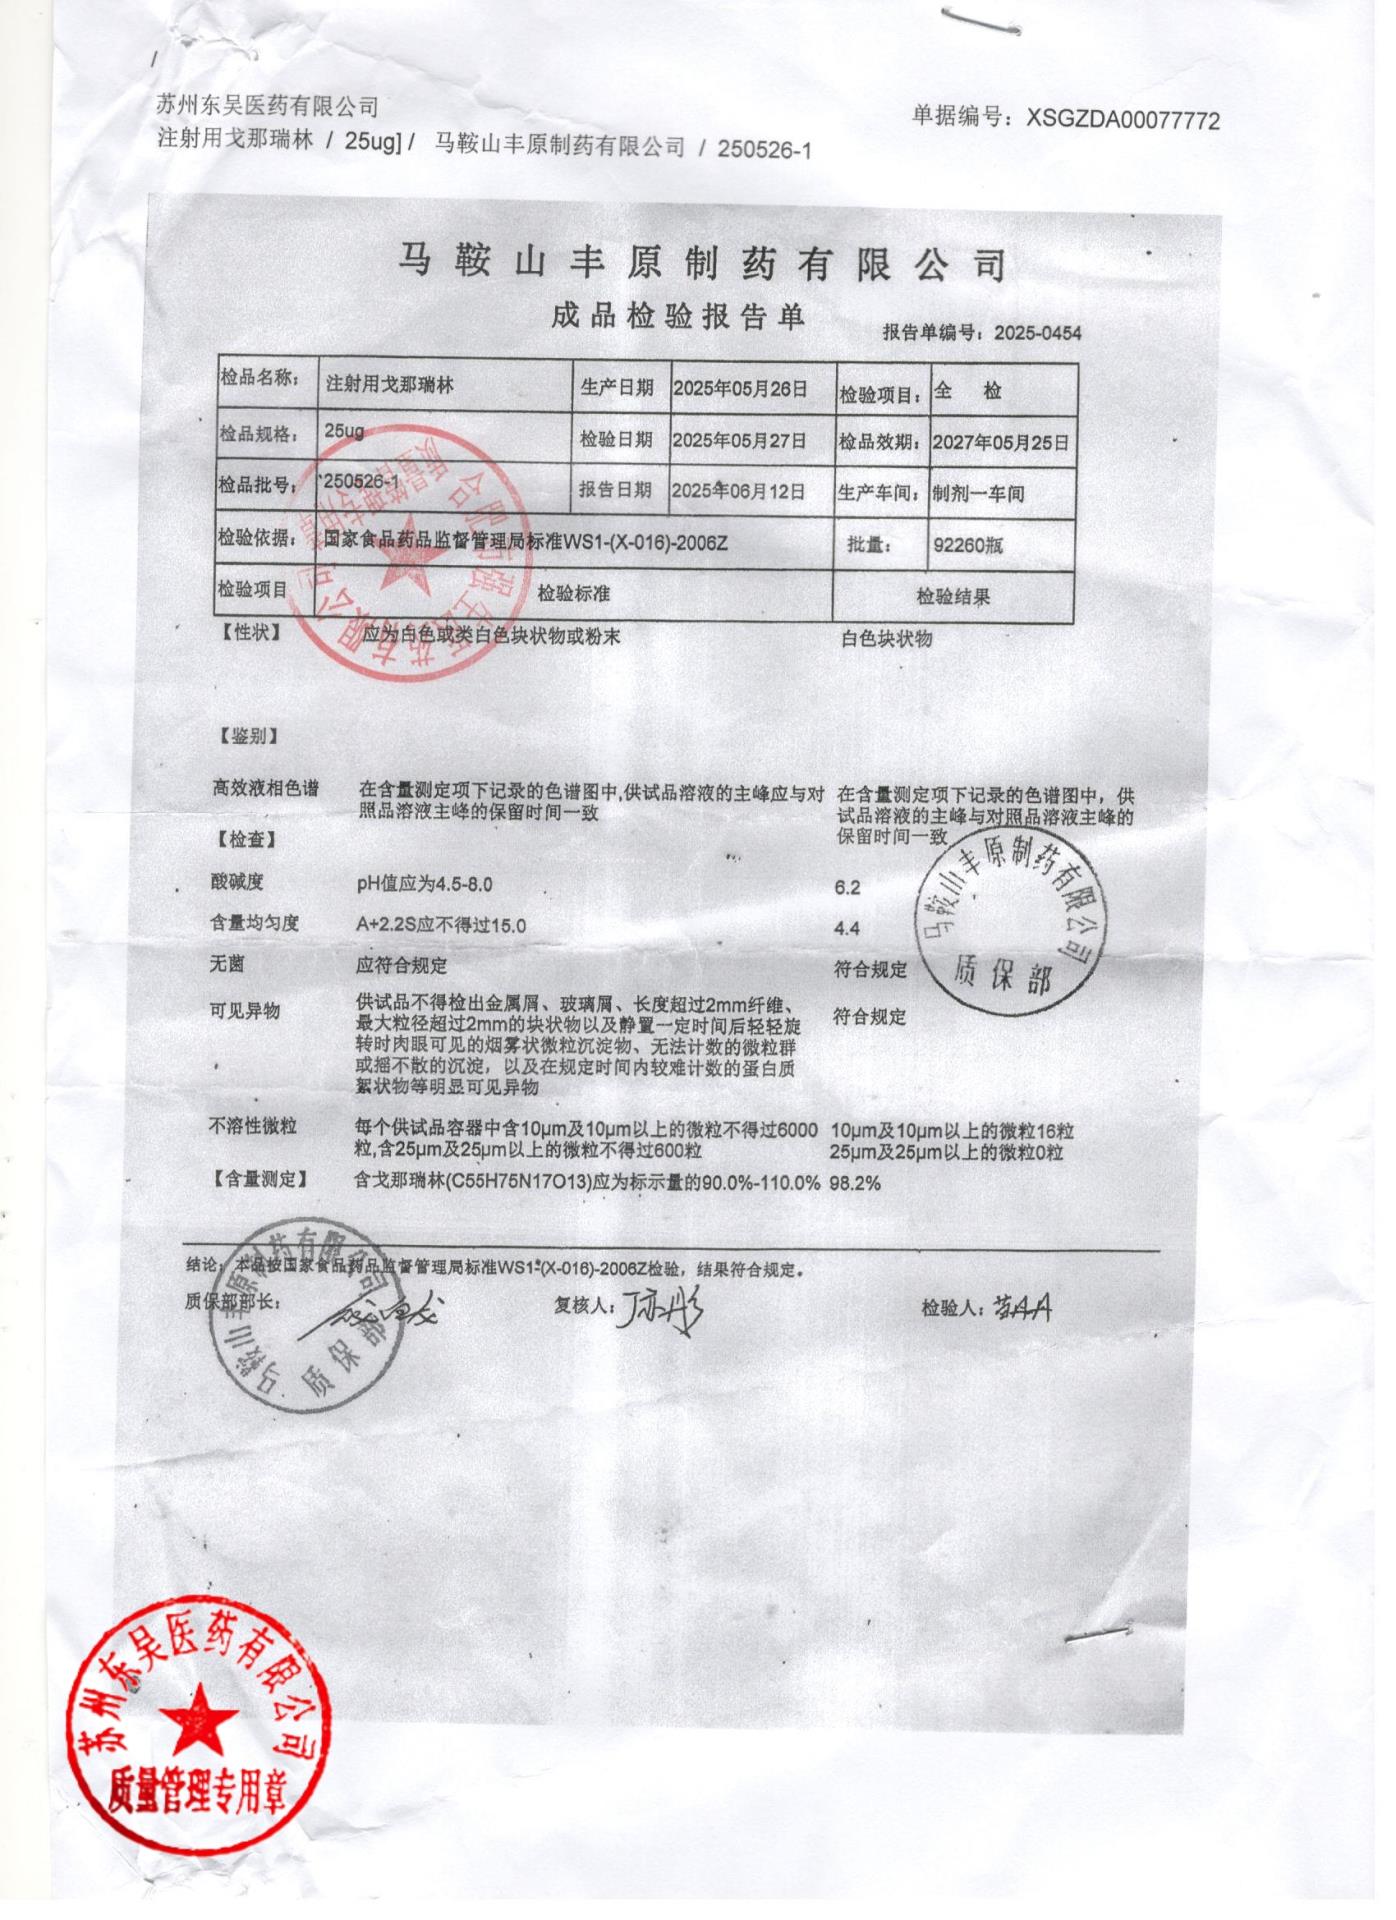 苏州东吴医药有限公司
单据编号：XSGZDA00077772
注射用戈那瑞林 / 25ug] / 马鞍山丰原制药有限公司 / 250526-1
马鞍山丰原制药有限公司
成品检验报告单
报告单编号：2025-0454
检品名称： 注射用戈那瑞林 生产日期 2025年05月26日 检验项目： 全 检
检品规格： 25ug 检验日期 2025年05月27日 检品效期： 2027年05月25日
检品批号： 250526-1 报告日期 2025年06月12日 生产车间： 制剂一车间
检验依据： 国家食品药品监督管理局标准WS1-(X-016)-2006Z 批量： 92260瓶
检验项目 检验标准 检验结果
【性状】 应为白色或类白色块状物或粉末 白色块状物
【鉴别】
高效液相色谱 在含量测定项下记录的色谱图中,供试品溶液的主峰应与对 在含量测定项下记录的色谱图中，供
照品溶液主峰的保留时间一致 试品溶液的主峰与对照品溶液主峰的
保留时间一致
【检查】
酸碱度 pH值应为4.5-8.0 6.2
含量均匀度 A+2.2S应不得过15.0 4.4
无菌 应符合规定 符合规定
可见异物 供试品不得检出金属屑、玻璃屑、长度超过2mm纤维、 符合规定
最大粒径超过2mm的块状物以及静置一定时间后轻轻旋
转时肉眼可见的烟雾状微粒沉淀物、无法计数的微粒群
或摇不散的沉淀，以及在规定时间内较难计数的蛋白质
絮状物等明显可见异物
不溶性微粒 每个供试品容器中含10μm及10μm以上的微粒不得过6000 10μm及10μm以上的微粒16粒
粒,含25μm及25μm以上的微粒不得过600粒 25μm及25μm以上的微粒0粒
【含量测定】 含戈那瑞林(C55H75N17O13)应为标示量的90.0%-110.0% 98.2%
马鞍山丰原制药有限公司
质保部
结论：本品按国家食品药品监督管理局标准WS1-(X-016)-2006Z检验，结果符合规定。
质保部部长： 复核人：丁亦彤 检验人：
马鞍山丰原制药有限公司
质保部
苏州东吴医药有限公司
质量管理专用章